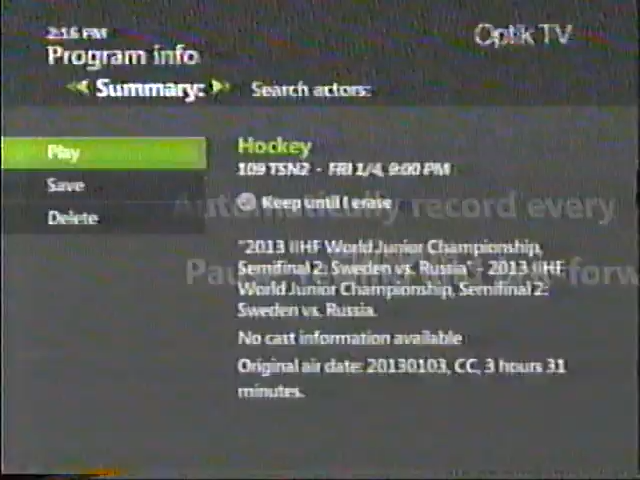 2:16 PM
Optik TV
Program info
Summary:
Search actors:
Play
Save
Delete
Hockey
109 TSN2 - FRI 1/4, 9:00 PM
Keep until I erase
Automatically record every
"2013 IIHF World Junior Championship,
Semifinal 2: Sweden vs. Russia" - 2013 IIHF
World Junior Championship, Semifinal 2:
Sweden vs. Russia.
No cast information available
Original air date: 20130103, CC, 3 hours 31
minutes.